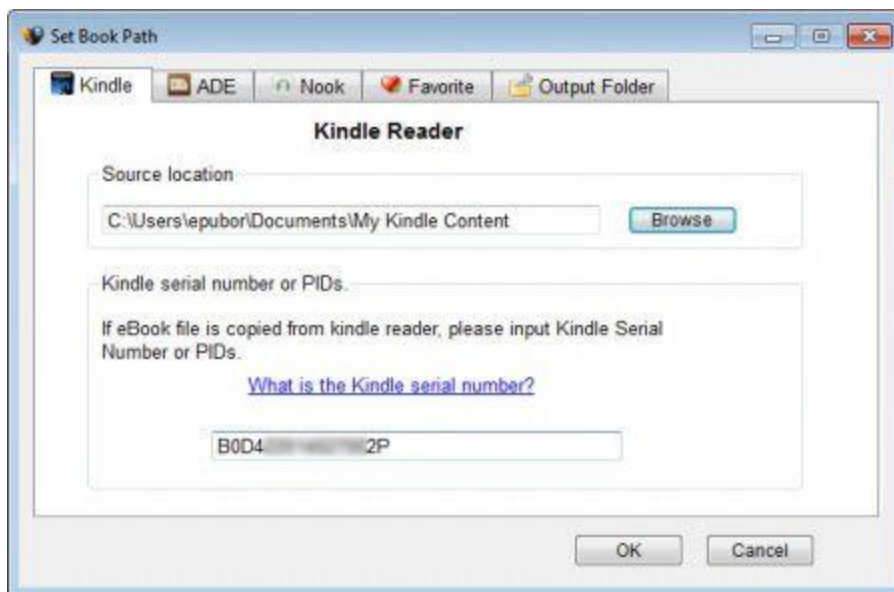 Set Book Path
Kindle ADE Nook Favorite Output Folder
Kindle Reader
Source location
C:\Users\epubor\Documents\My Kindle Content Browse
Kindle serial number or PIDs.
If eBook file is copied from kindle reader, please input Kindle Serial
Number or PIDs.
What is the Kindle serial number?
B0D4 2P
OK Cancel